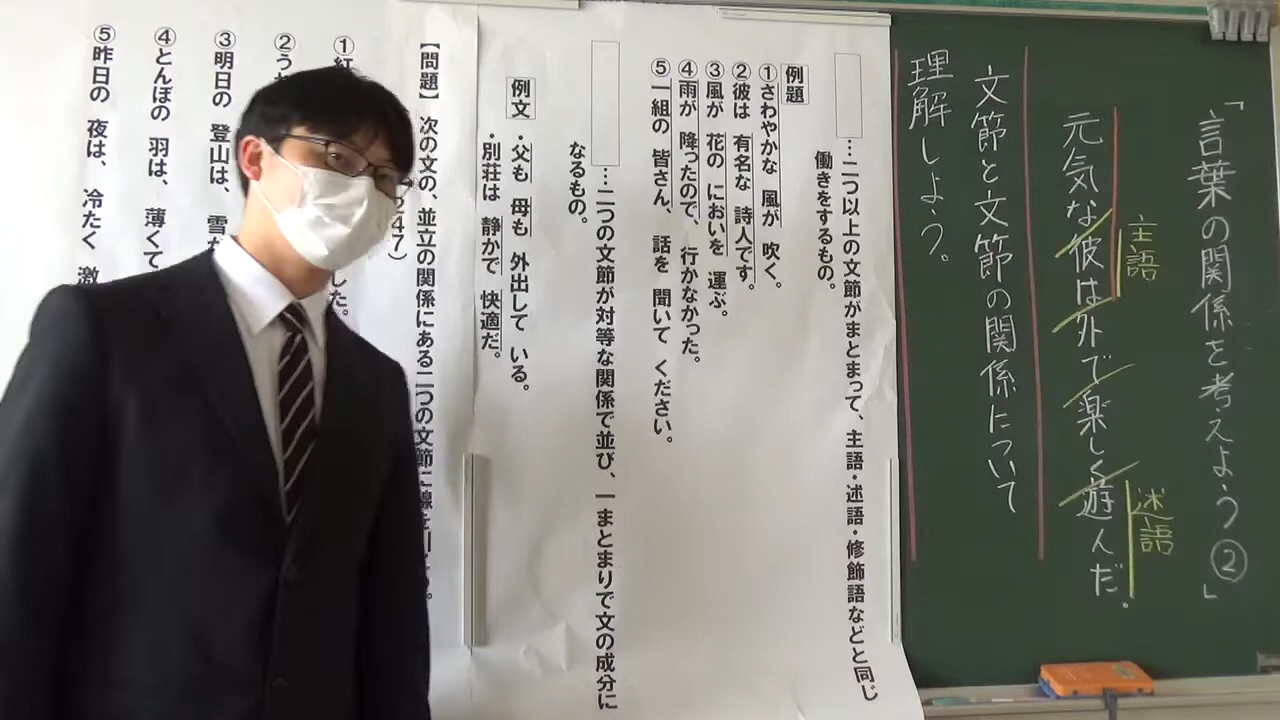 「言葉の関係を考えよう②」
主語
述語
元気な彼は外で楽しく遊んだ。
文節と文節の関係について
理解しよう。
…二つ以上の文節がまとまって、主語・述語・修飾語などと同じ
働きをするもの。
例題
①さわやかな 風が 吹く。
②彼は 有名な 詩人です。
③風が 花の においを 運ぶ。
④雨が 降ったので、 行かなかった。
⑤一組の 皆さん、 話を 聞いて ください。
…二つの文節が対等な関係で並び、一まとまりで文の成分に
なるもの。
例文
・父も 母も 外出して いる。
・別荘は 静かで 快適だ。
【問題】 次の文の、並立の関係にある二つの文節に線を引
247)
①紅
した。
②う
③明日の 登山は、 雪
④とんぼの 羽は、 薄くて
⑤昨日の 夜は、 冷たく 激